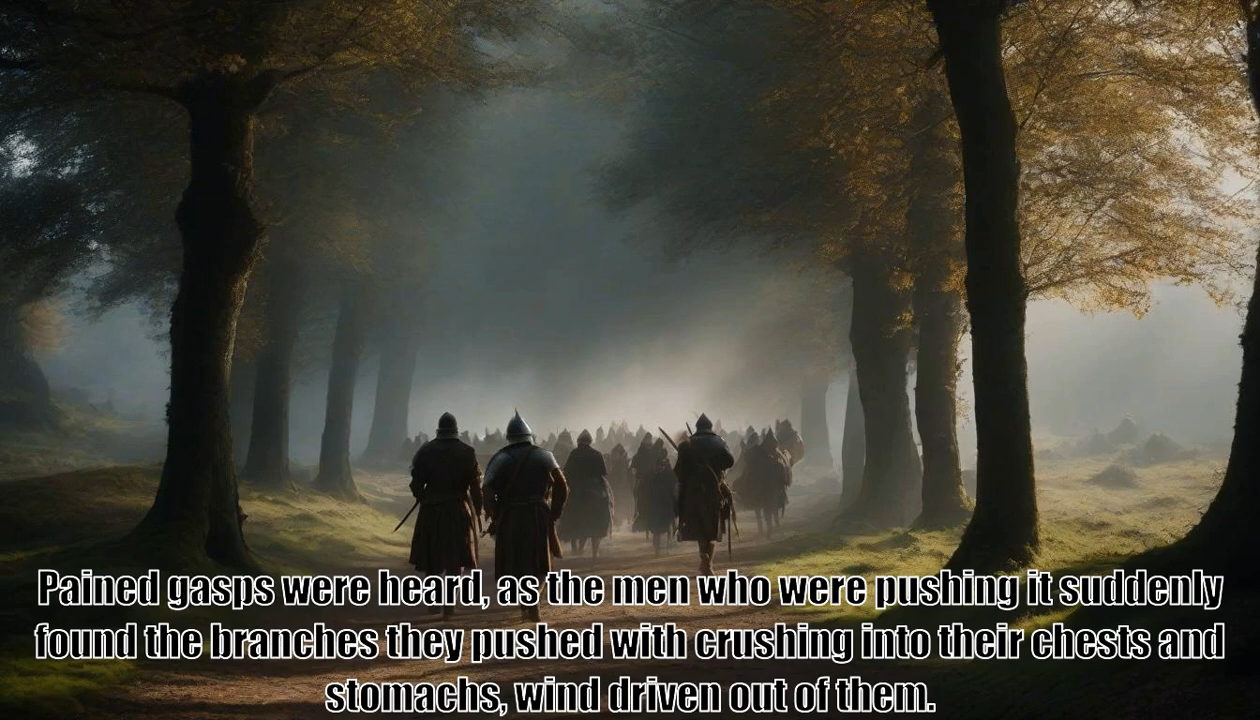 Pained gasps were heard, as the men who were pushing it suddenly
found the branches they pushed with crushing into their chests and
stomachs, wind driven out of them.